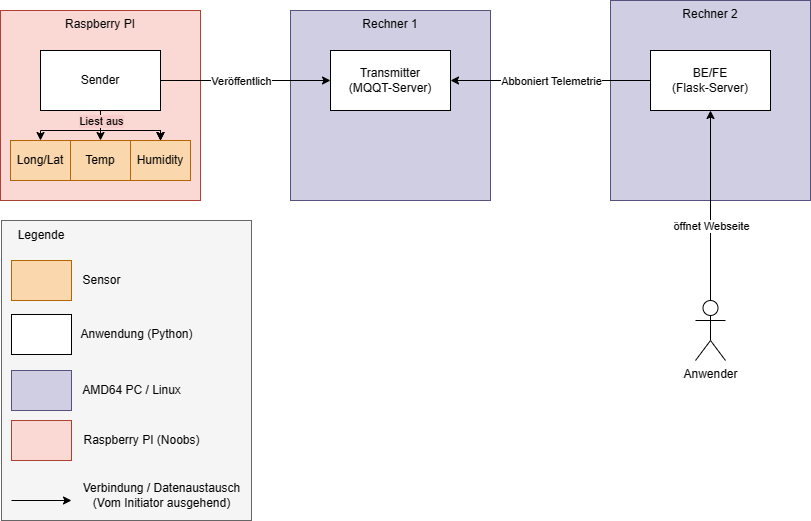 Raspberry PI
Sender
Liest aus
Long/Lat
Temp
Humidity
Veröffentlich
Rechner 1
Transmitter
(MQQT-Server)
Abboniert Telemetrie
Rechner 2
BE/FE
(Flask-Server)
öffnet Webseite
Anwender
Legende
Sensor
Anwendung (Python)
AMD64 PC / Linux
Raspberry PI (Noobs)
Verbindung / Datenaustausch
(Vom Initiator ausgehend)